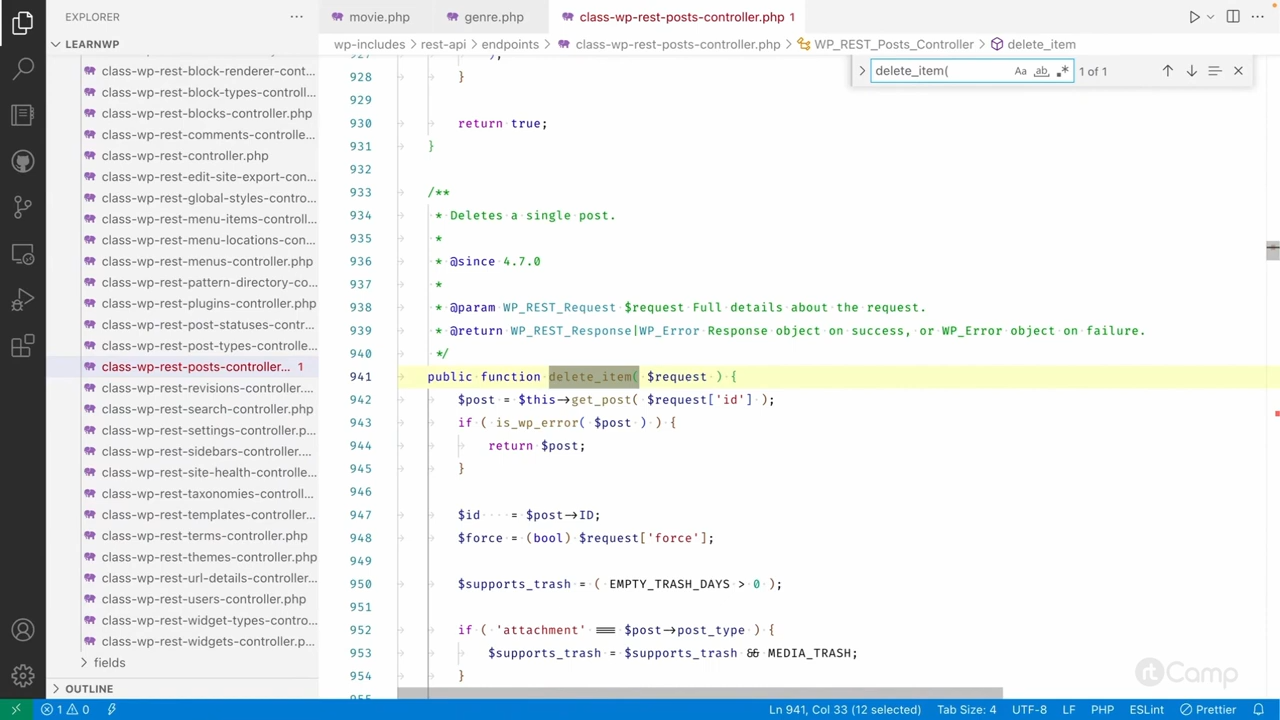 EXPLORER
LEARNWP
class-wp-rest-block-renderer-cont...
class-wp-rest-block-types-controll...
class-wp-rest-blocks-controller.php
class-wp-rest-comments-controlle...
class-wp-rest-controller.php
class-wp-rest-edit-site-export-con...
class-wp-rest-global-styles-contro...
class-wp-rest-menu-items-controll...
class-wp-rest-menu-locations-con...
class-wp-rest-menus-controller.php
class-wp-rest-pattern-directory-co...
class-wp-rest-plugins-controller.php
class-wp-rest-post-statuses-contr...
class-wp-rest-post-types-controlle...
class-wp-rest-posts-controller... 1
class-wp-rest-revisions-controller....
class-wp-rest-search-controller.php
class-wp-rest-settings-controller.p...
class-wp-rest-sidebars-controller....
class-wp-rest-site-health-controlle...
class-wp-rest-taxonomies-controll...
class-wp-rest-templates-controller...
class-wp-rest-terms-controller.php
class-wp-rest-themes-controller.php
class-wp-rest-url-details-controller...
class-wp-rest-users-controller.php
class-wp-rest-widget-types-contro...
class-wp-rest-widgets-controller.p...
fields
OUTLINE
movie.php genre.php class-wp-rest-posts-controller.php 1
wp-includes > rest-api > endpoints > class-wp-rest-posts-controller.php > WP_REST_Posts_Controller > delete_item
delete_item( Aa ab 1 of 1
927 );
928 }
929
930 return true;
931 }
932
933 /**
934 * Deletes a single post.
935 *
936 * @since 4.7.0
937 *
938 * @param WP_REST_Request $request Full details about the request.
939 * @return WP_REST_Response|WP_Error Response object on success, or WP_Error object on failure.
940 */
941 public function delete_item( $request ) {
942 $post = $this->get_post( $request['id'] );
943 if ( is_wp_error( $post ) ) {
944 return $post;
945 }
946
947 $id = $post->ID;
948 $force = (bool) $request['force'];
949
950 $supports_trash = ( EMPTY_TRASH_DAYS > 0 );
951
952 if ( 'attachment' === $post->post_type ) {
953 $supports_trash = $supports_trash && MEDIA_TRASH;
954 }
955
rtCamp
1 0 Ln 941, Col 33 (12 selected) Tab Size: 4 UTF-8 LF PHP ESLint Prettier